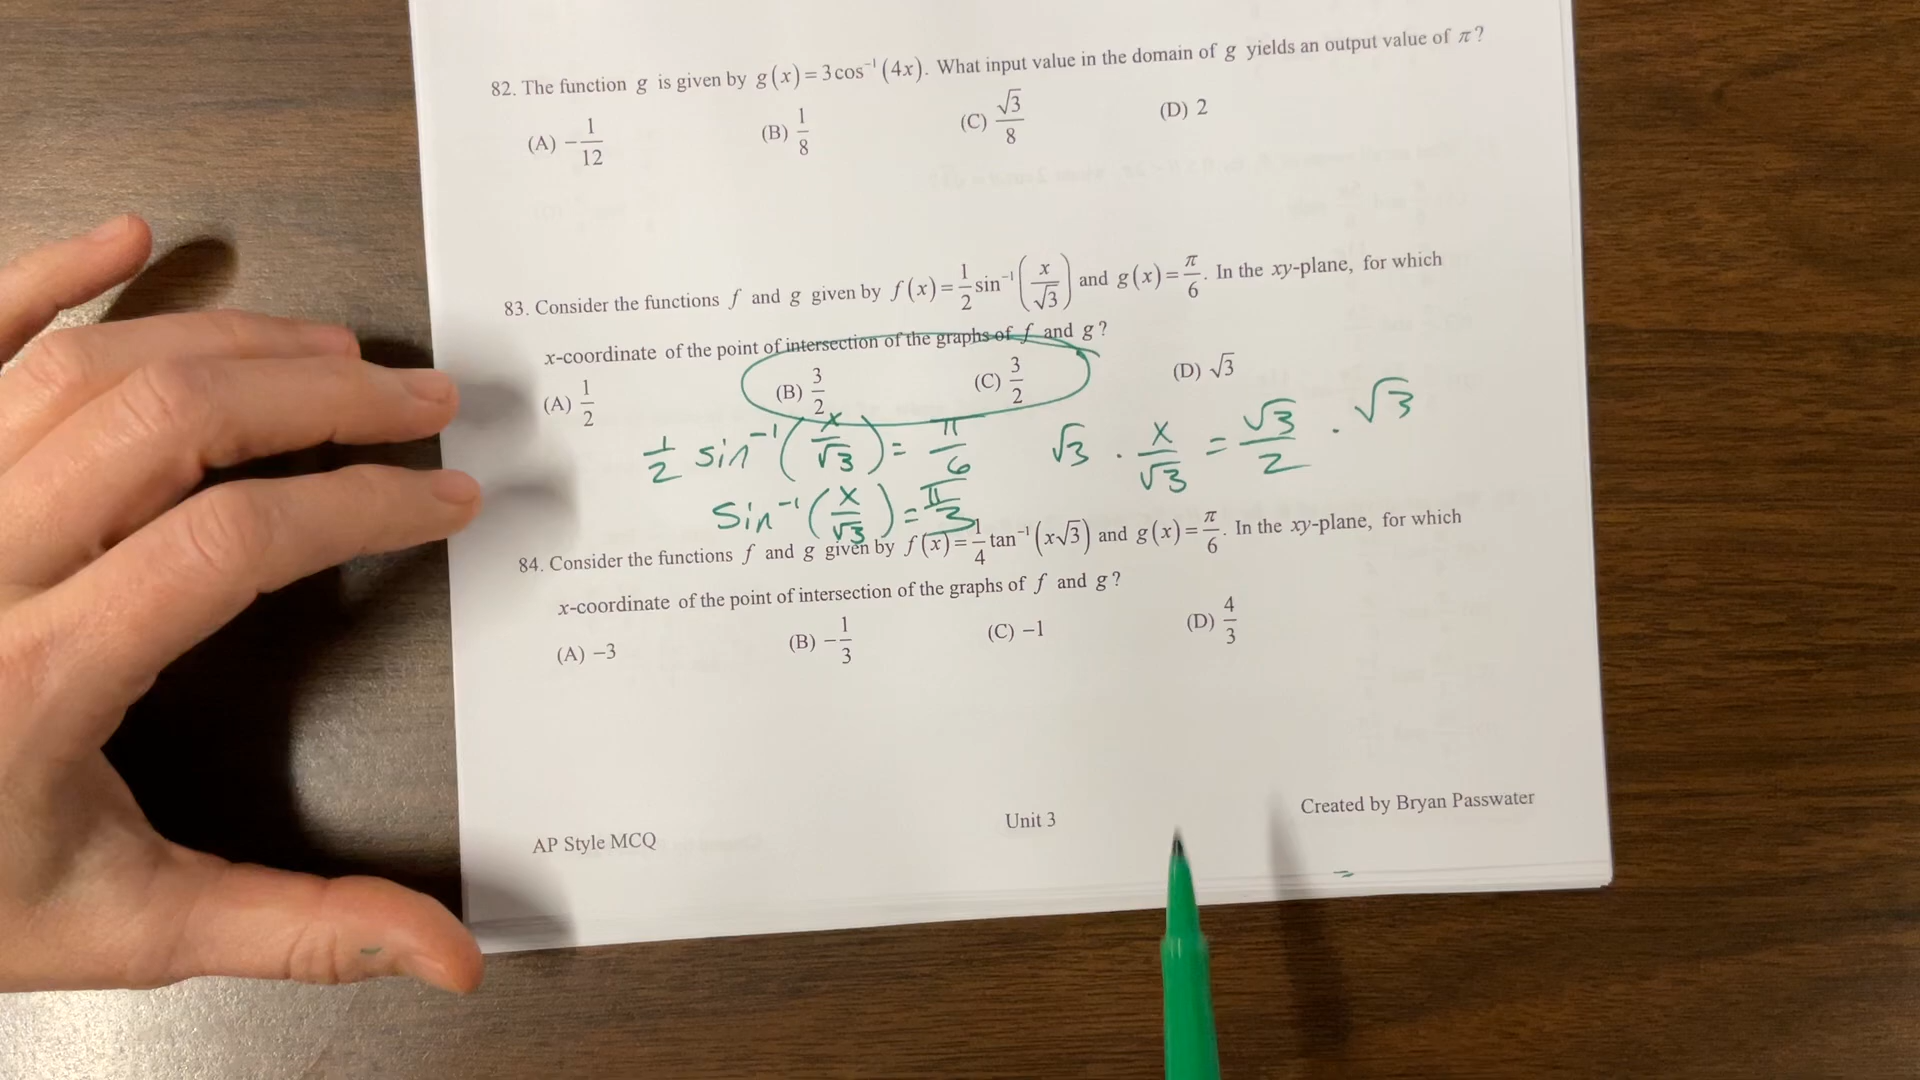 82. The function g is given by g(x) = 3cos⁻¹(4x). What input value in the domain of g yields an output value of π?
(A) −1/12 (B) 1/8 (C) √3/8 (D) 2
83. Consider the functions f and g given by f(x) = 1/2 sin⁻¹(x/√3) and g(x) = π/6. In the xy-plane, for which
x-coordinate of the point of intersection of the graphs of f and g?
(A) 1/2 (B) 3/2 (C) 3/2 (D) √3
1/2 sin⁻¹(x/√3) = π/6 √3 · x/√3 = √3/2 · √3
sin⁻¹(x/√3) = π/3
84. Consider the functions f and g given by f(x) = 1/4 tan⁻¹(x√3) and g(x) = π/6. In the xy-plane, for which
x-coordinate of the point of intersection of the graphs of f and g?
(A) −3 (B) −1/3 (C) −1 (D) 4/3
AP Style MCQ Unit 3 Created by Bryan Passwater
=